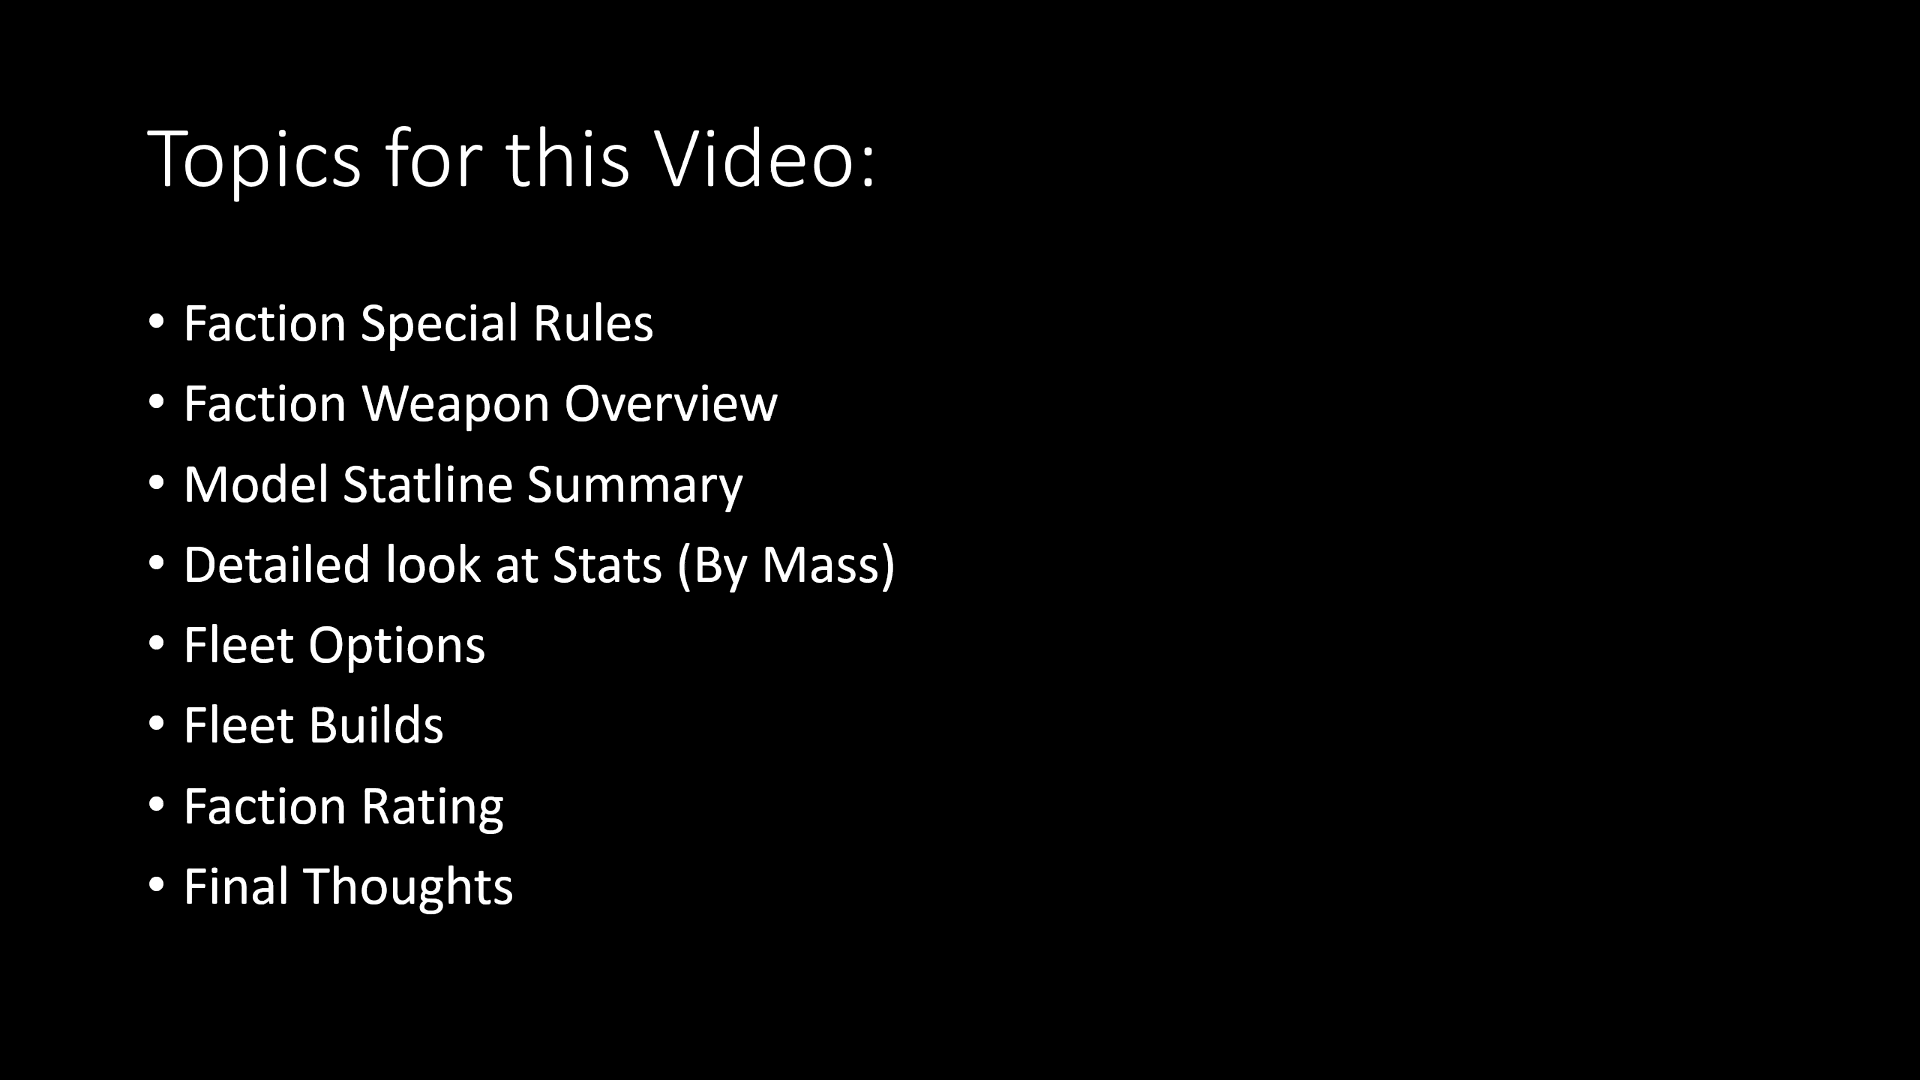 Topics for this Video:
• Faction Special Rules
• Faction Weapon Overview
• Model Statline Summary
• Detailed look at Stats (By Mass)
• Fleet Options
• Fleet Builds
• Faction Rating
• Final Thoughts